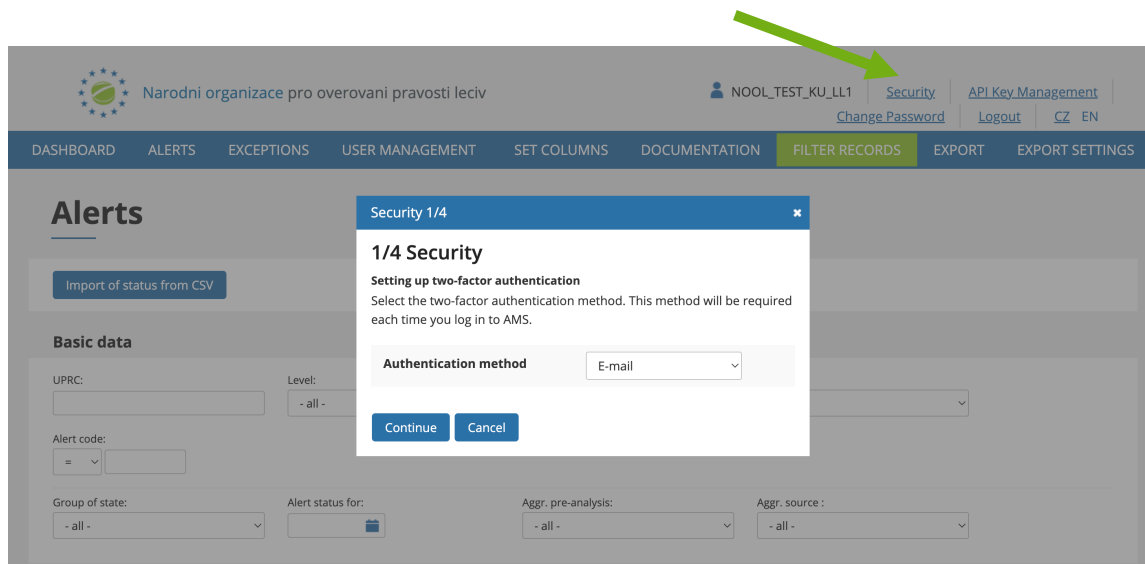 Narodni organizace pro overovani pravosti leciv
NOOL_TEST_KU_LL1 Security API Key Management
Change Password Logout CZ EN
DASHBOARD ALERTS EXCEPTIONS USER MANAGEMENT SET COLUMNS DOCUMENTATION FILTER RECORDS EXPORT EXPORT SETTINGS
Alerts
Import of status from CSV
Security 1/4
1/4 Security
Setting up two-factor authentication
Select the two-factor authentication method. This method will be required
each time you log in to AMS.
Authentication method E-mail
Continue Cancel
Basic data
UPRC: Level:
- all -
Alert code:
=
Group of state: Alert status for: Aggr. pre-analysis: Aggr. source :
- all - - all - - all -